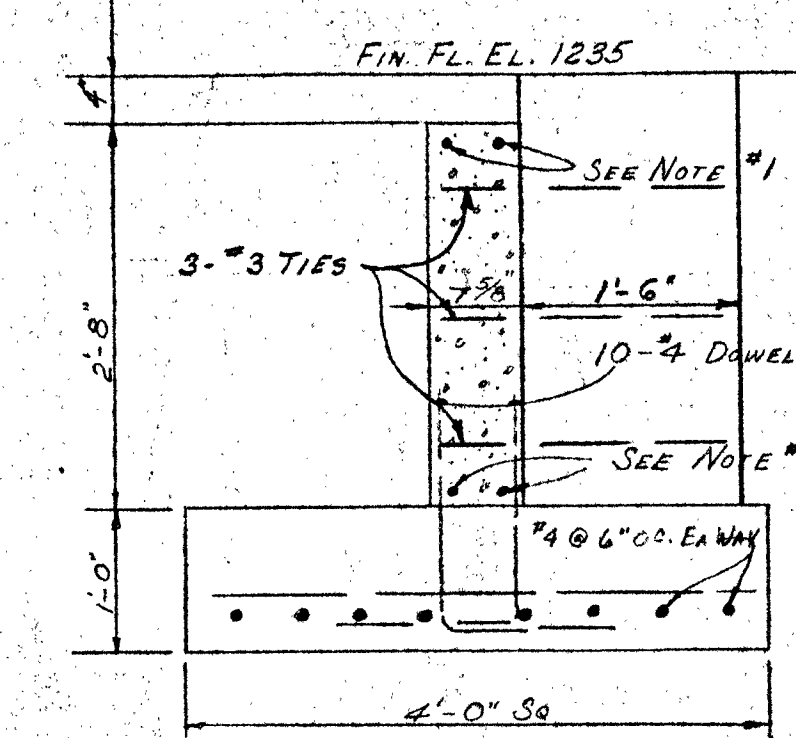 FIN. FL. EL. 1235
4"
SEE NOTE #1
3-#3 TIES
7 5/8"
1'-6"
2'-8"
10-#4 DOWEL
SEE NOTE #
#4 @ 6" OC. EA WAY
1'-0"
4'-0" SQ